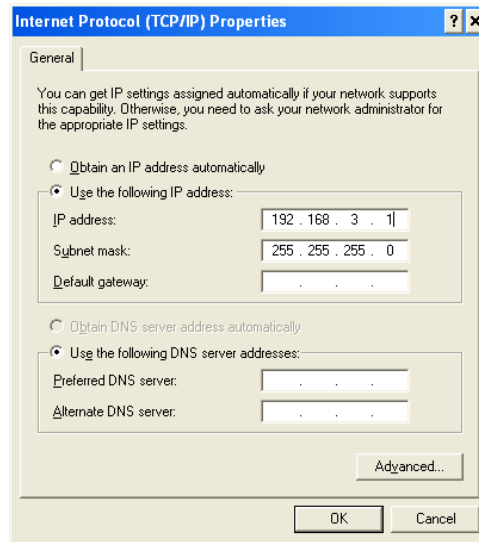 Internet Protocol (TCP/IP) Properties
General
You can get IP settings assigned automatically if your network supports
this capability. Otherwise, you need to ask your network administrator for
the appropriate IP settings.
Obtain an IP address automatically
Use the following IP address:
IP address: 192 . 168 . 3 . 1
Subnet mask: 255 . 255 . 255 . 0
Default gateway: . . .
Obtain DNS server address automatically
Use the following DNS server addresses:
Preferred DNS server: . . .
Alternate DNS server: . . .
Advanced...
OK Cancel